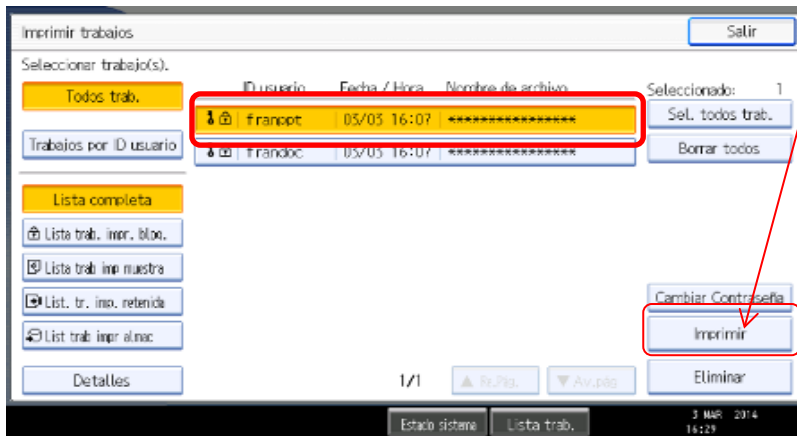 Imprimir trabajos
Salir
Seleccionar trabajo(s).
Todos trab.
Trabajos por ID usuario
ID usuario Fecha / Hora Nombre de archivo
franppt 03/03 16:07 ****************
frandoc 03/03 16:07 ****************
Seleccionado: 1
Sel. todos trab.
Borrar todos
Lista completa
Lista trab. impr. bloq.
Lista trab imp muestra
List. tr. imp. retenida
List trab impr almac
Detalles
1/1
▲ Re.Pág.
▼ Av.pág
Cambiar Contraseña
Imprimir
Eliminar
Estado sistema
Lista trab.
3 MAR 2014
16:29